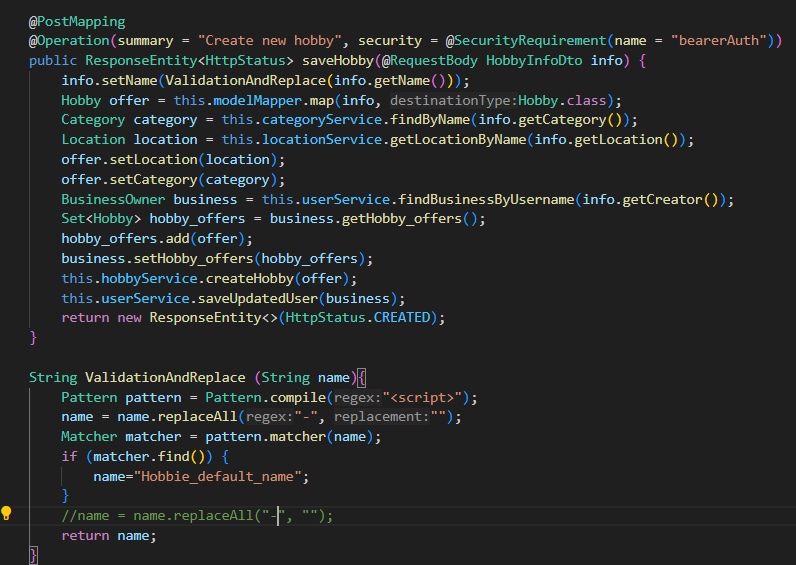 @PostMapping
@Operation(summary = "Create new hobby", security = @SecurityRequirement(name = "bearerAuth"))
public ResponseEntity<HttpStatus> saveHobby(@RequestBody HobbyInfoDto info) {
    info.setName(ValidationAndReplace(info.getName()));
    Hobby offer = this.modelMapper.map(info, destinationType:Hobby.class);
    Category category = this.categoryService.findByName(info.getCategory());
    Location location = this.locationService.getLocationByName(info.getLocation());
    offer.setLocation(location);
    offer.setCategory(category);
    BusinessOwner business = this.userService.findBusinessByUsername(info.getCreator());
    Set<Hobby> hobby_offers = business.getHobby_offers();
    hobby_offers.add(offer);
    business.setHobby_offers(hobby_offers);
    this.hobbyService.createHobby(offer);
    this.userService.saveUpdatedUser(business);
    return new ResponseEntity<>(HttpStatus.CREATED);
}
String ValidationAndReplace (String name){
    Pattern pattern = Pattern.compile(regex:"<script>");
    name = name.replaceAll(regex:"-", replacement:"");
    Matcher matcher = pattern.matcher(name);
    if (matcher.find()) {
        name="Hobbie_default_name";
    }
    //name = name.replaceAll("-", "");
    return name;
}